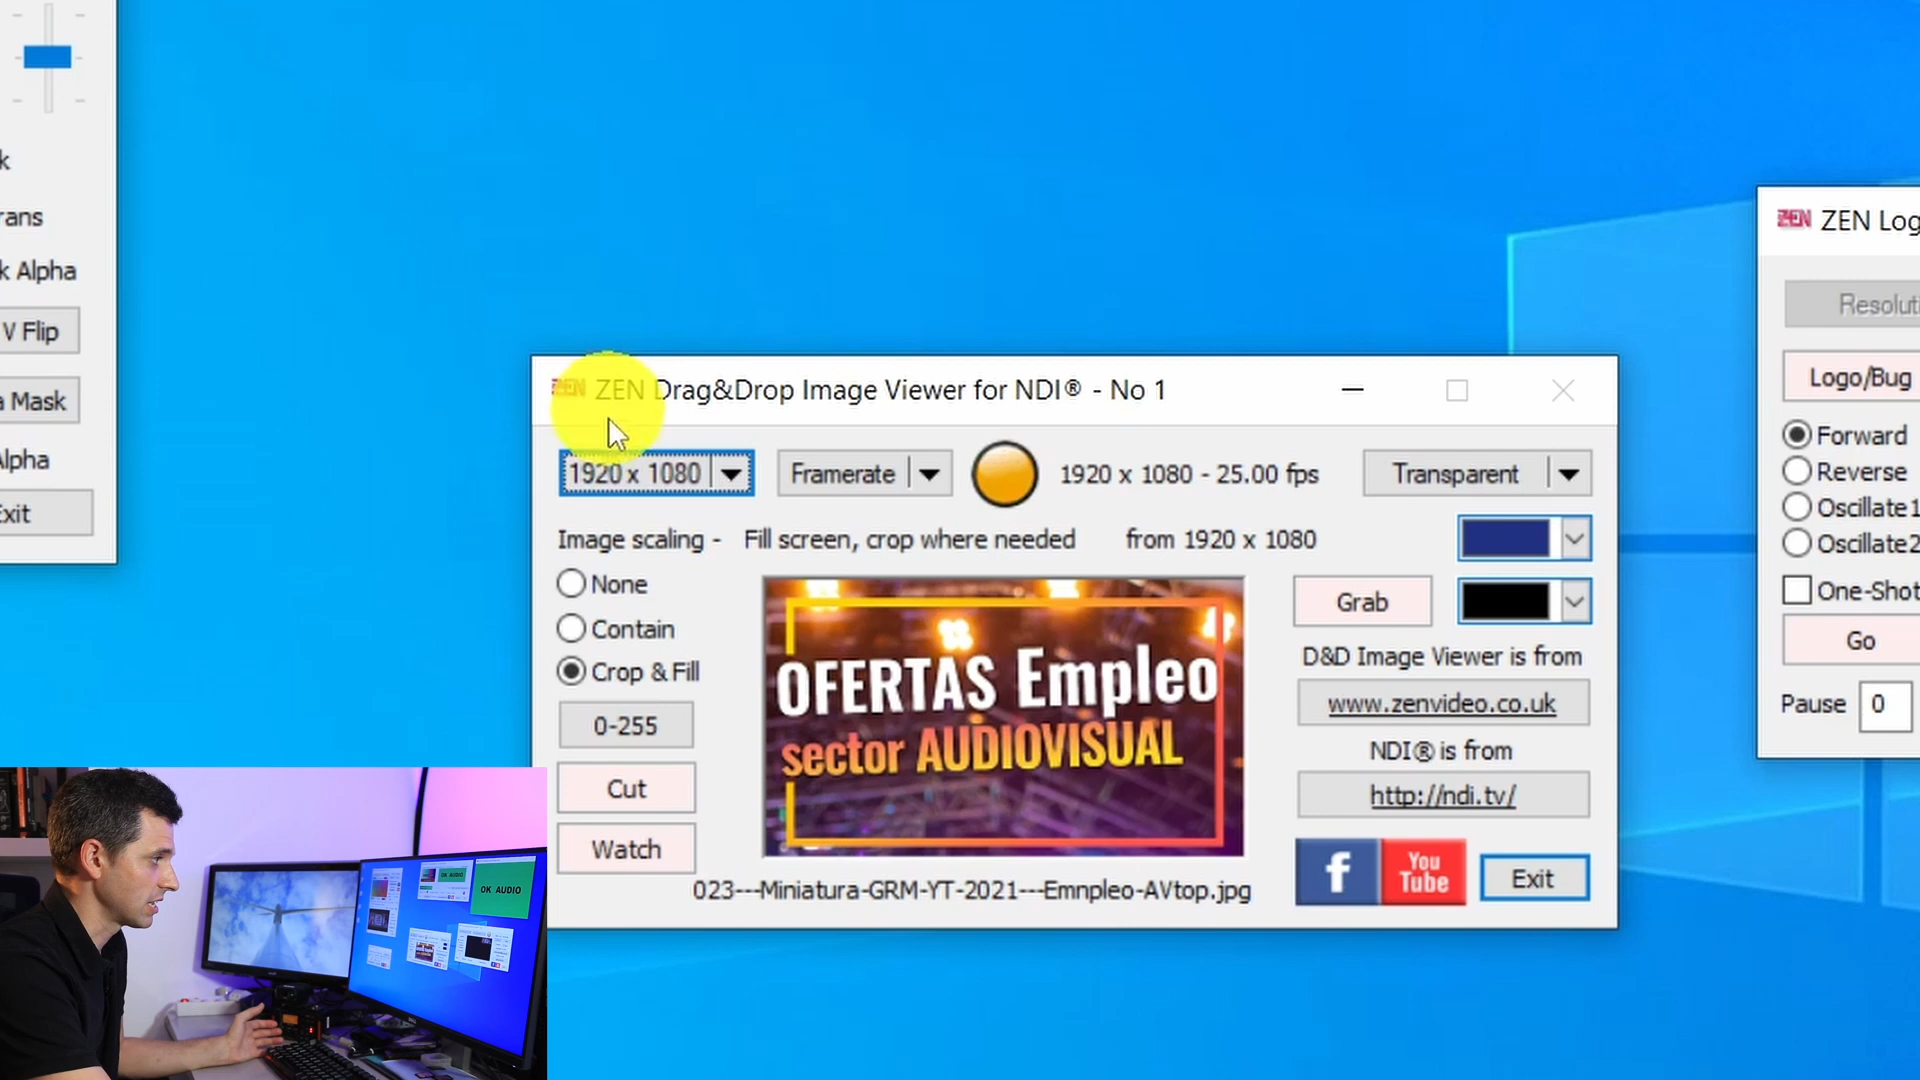 V Flip
Exit
ZEN Drag&Drop Image Viewer for NDI® - No 1
1920 x 1080
Framerate
1920 x 1080 - 25.00 fps
Transparent
Image scaling -
Fill screen, crop where needed
from 1920 x 1080
None
Contain
Crop & Fill
0-255
Cut
Watch
OFERTAS Empleo
sector AUDIOVISUAL
023---Miniatura-GRM-YT-2021---Emnpleo-AVtop.jpg
Grab
D&D Image Viewer is from
www.zenvideo.co.uk
NDI® is from
http://ndi.tv/
f
You
Tube
Exit
ZEN Log
Resoluti
Logo/Bug
Forward
Reverse
Oscillate1
Oscillate2
One-Shot
Go
Pause 0
k
rans
k Alpha
a Mask
Alpha
OK AUDIO